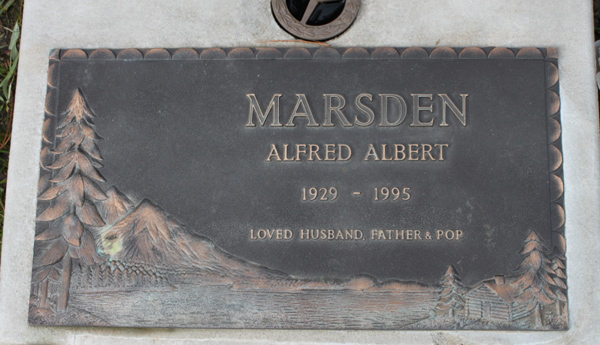 MARSDEN
ALFRED ALBERT
1929 - 1995
LOVED HUSBAND, FATHER & POP